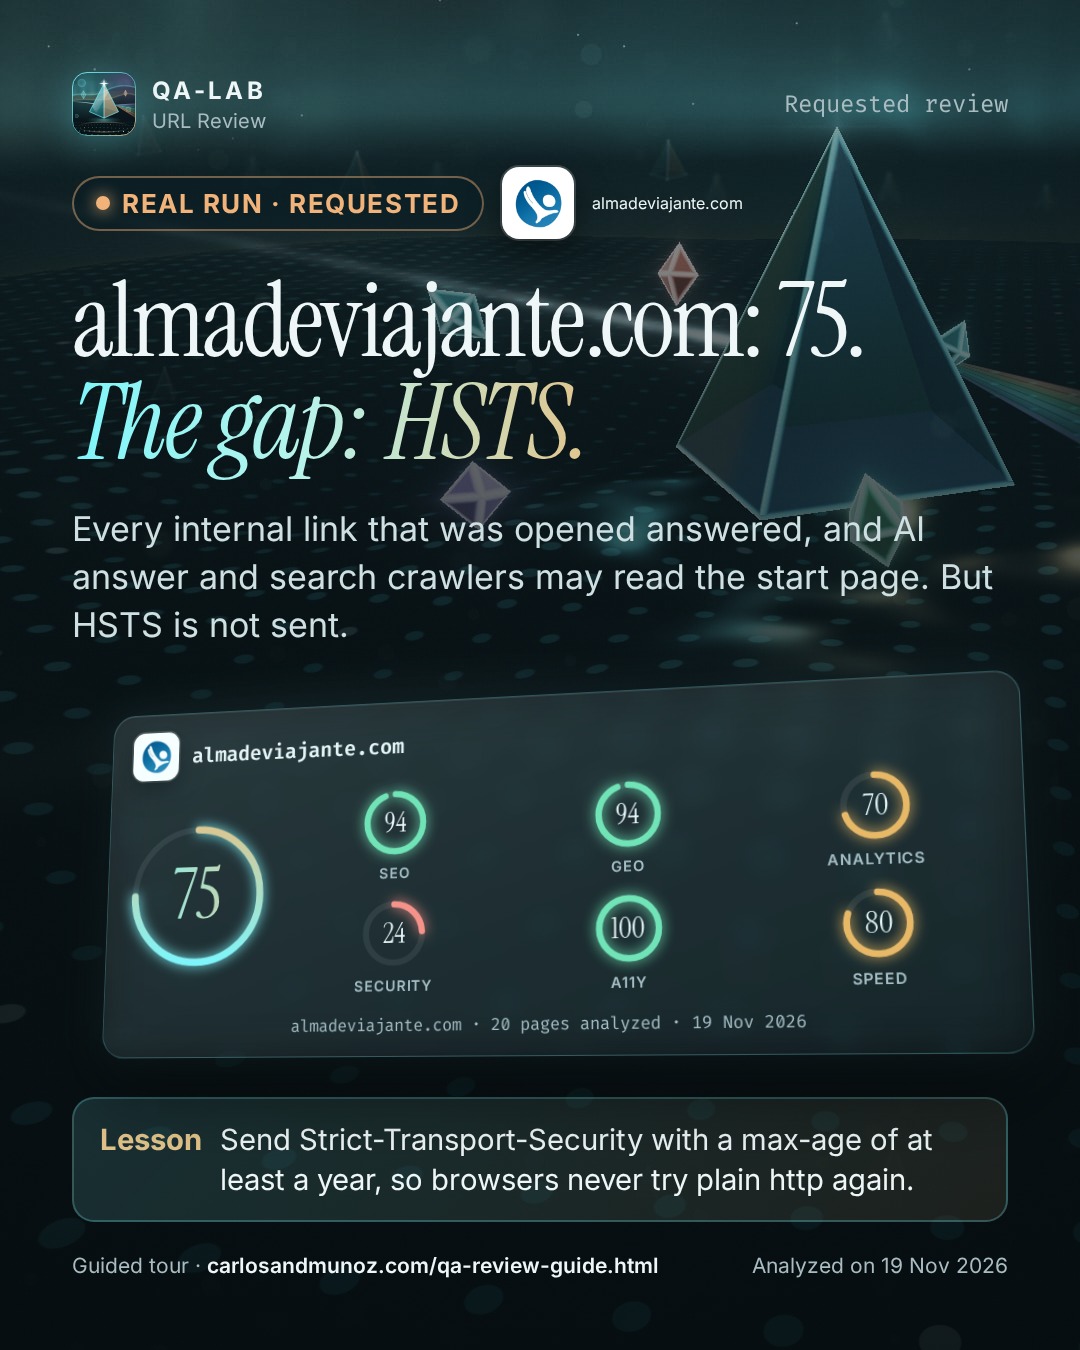 QA-LAB
URL Review
Requested review
REAL RUN · REQUESTED
almadeviajante.com
almadeviajante.com: 75.
The gap: HSTS.
Every internal link that was opened answered, and AI
answer and search crawlers may read the start page. But
HSTS is not sent.
almadeviajante.com
75
94
SEO
94
GEO
70
ANALYTICS
24
SECURITY
100
A11Y
80
SPEED
almadeviajante.com · 20 pages analyzed · 19 Nov 2026
Lesson Send Strict-Transport-Security with a max-age of at
least a year, so browsers never try plain http again.
Guided tour · carlosandmunoz.com/qa-review-guide.html
Analyzed on 19 Nov 2026